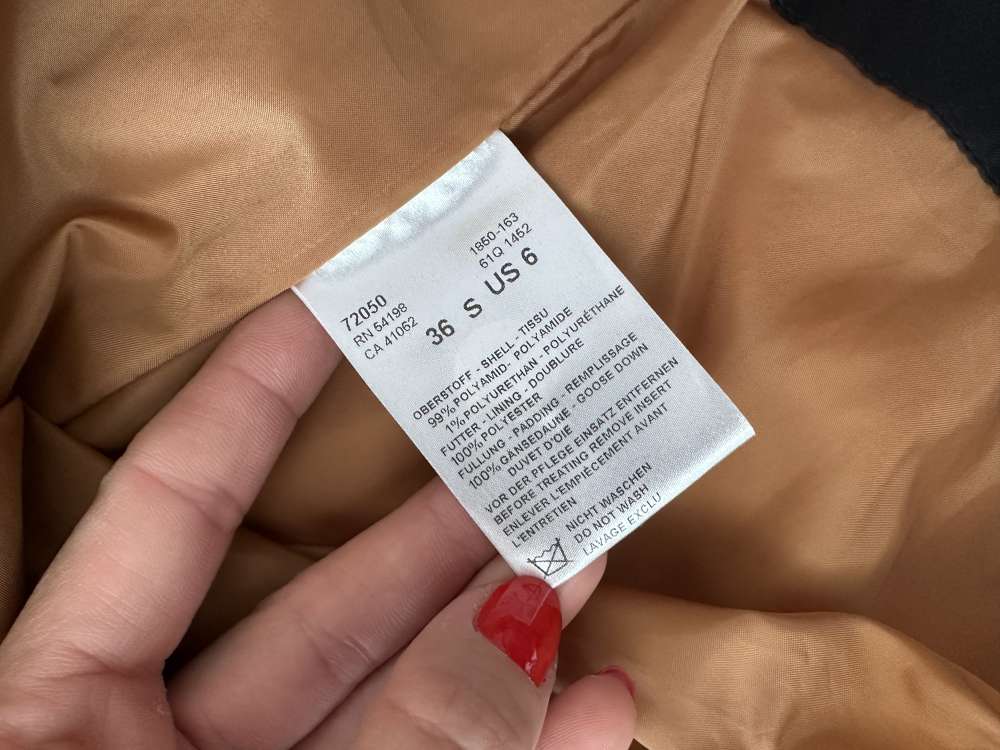 72050
RN 54198
CA 41062
1850-163
61Q 1452
36 S US 6
OBERSTOFF - SHELL - TISSU
99% POLYAMID- POLYAMIDE
1% POLYURETHAN - POLYURÉTHANE
FUTTER - LINING - DOUBLURE
100% POLYESTER
FÜLLUNG - PADDING - REMPLISSAGE
100% GÄNSEDAUNE - GOOSE DOWN
DUVET D'OIE
VOR DER PFLEGE EINSATZ ENTFERNEN
BEFORE TREATING REMOVE INSERT
ENLEVER L'EMPIÈCEMENT AVANT
L'ENTRETIEN
NICHT WASCHEN
DO NOT WASH
LAVAGE EXCLU